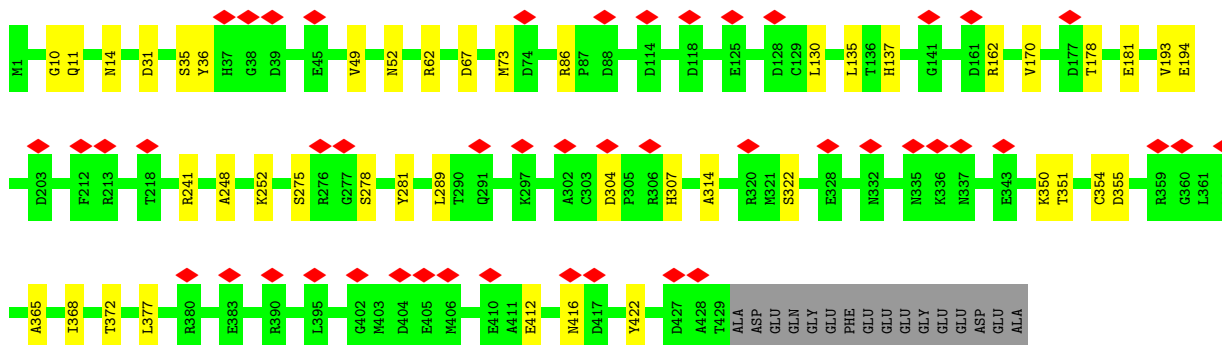 M1 G10 Q11 N14 D31 S35 Y36 H37 G38 D39 E45 V49 N52 R62 D67 M73 D74 R86 P87 D88 D114 D118 E125 D128 C129 L130 L135 T136 H137 G141 D161 R162 V170 D177 T178 E181 V193 E194
D203 F212 R213 T218 R241 A248 K252 S275 R276 G277 S278 Y281 L289 T290 Q291 K297 A302 C303 D304 P305 R306 H307 A314 R320 M321 S322 E328 N332 N335 K336 N337 E343 K350 T351 C354 D355 R359 G360 L361
A365 I368 T372 L377 R380 E383 R390 L395 G402 M403 D404 E405 M406 E410 A411 E412 N416 D417 Y422 D427 A428 T429 ALA ASP GLU GLN GLY GLU PHE GLU GLU GLU GLY GLU GLU ASP GLU ALA